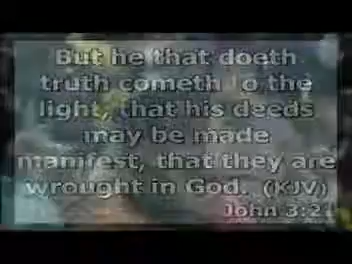 But he that doeth
truth cometh to the
light, that his deeds
may be made
manifest, that they are
wrought in God. (KJV)
John 3:21